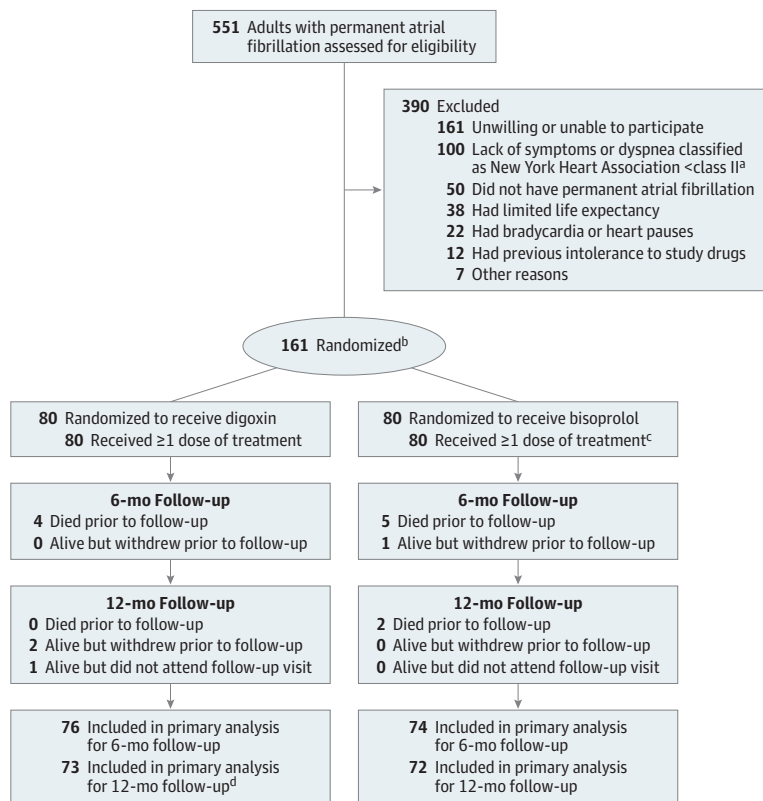 551 Adults with permanent atrial
fibrillation assessed for eligibility
390 Excluded
161 Unwilling or unable to participate
100 Lack of symptoms or dyspnea classified
as New York Heart Association <class IIa
50 Did not have permanent atrial fibrillation
38 Had limited life expectancy
22 Had bradycardia or heart pauses
12 Had previous intolerance to study drugs
7 Other reasons
161 Randomizedb
80 Randomized to receive digoxin
80 Received ≥1 dose of treatment
80 Randomized to receive bisoprolol
80 Received ≥1 dose of treatmentc
6-mo Follow-up
4 Died prior to follow-up
0 Alive but withdrew prior to follow-up
6-mo Follow-up
5 Died prior to follow-up
1 Alive but withdrew prior to follow-up
12-mo Follow-up
0 Died prior to follow-up
2 Alive but withdrew prior to follow-up
1 Alive but did not attend follow-up visit
12-mo Follow-up
2 Died prior to follow-up
0 Alive but withdrew prior to follow-up
0 Alive but did not attend follow-up visit
76 Included in primary analysis
for 6-mo follow-up
73 Included in primary analysis
for 12-mo follow-upd
74 Included in primary analysis
for 6-mo follow-up
72 Included in primary analysis
for 12-mo follow-up